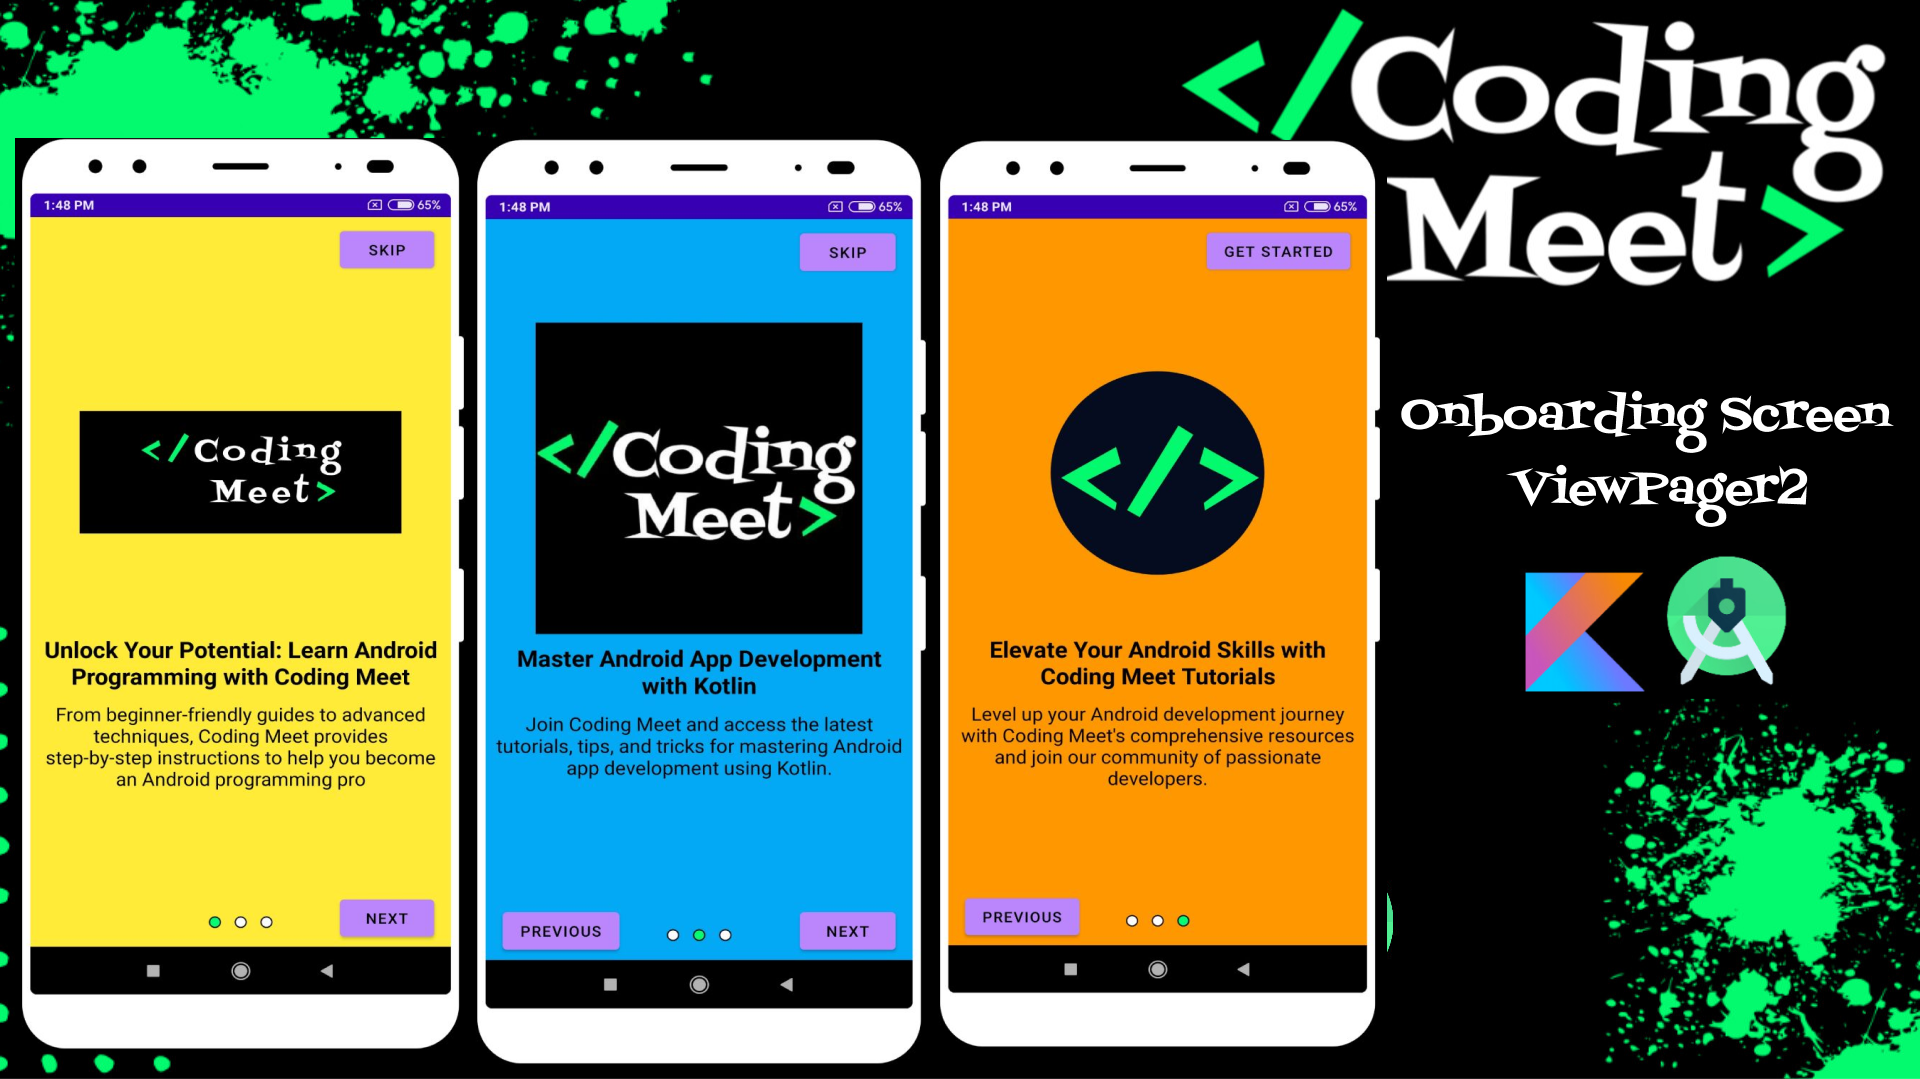 </Coding
Meet>
1:48 PM
65%
SKIP
</Coding
Meet>
Unlock Your Potential: Learn Android
Programming with Coding Meet
From beginner-friendly guides to advanced
techniques, Coding Meet provides
step-by-step instructions to help you become
an Android programming pro
NEXT
1:48 PM
65%
SKIP
</Coding
Meet>
Master Android App Development
with Kotlin
Join Coding Meet and access the latest
tutorials, tips, and tricks for mastering Android
app development using Kotlin.
PREVIOUS
NEXT
1:48 PM
65%
GET STARTED
</>
Elevate Your Android Skills with
Coding Meet Tutorials
Level up your Android development journey
with Coding Meet's comprehensive resources
and join our community of passionate
developers.
PREVIOUS
Onboarding Screen
ViewPager2